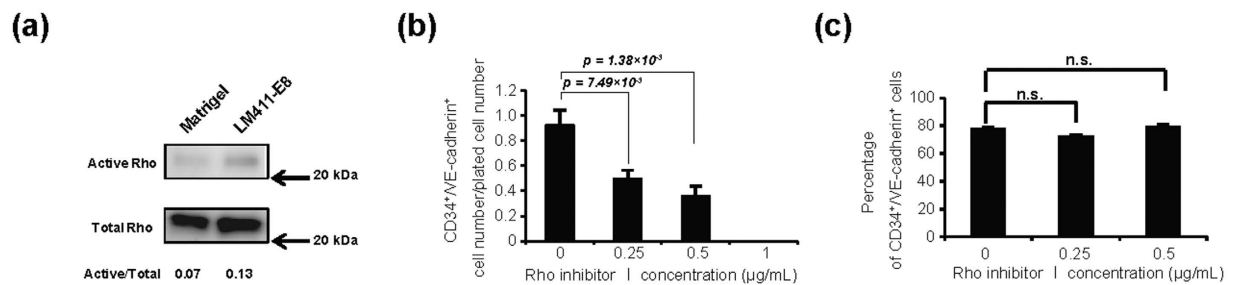 (a)
Matrigel
LM411-E8
Active Rho
20 kDa
Total Rho
20 kDa
Active/Total 0.07 0.13
(b)
CD34⁺/VE-cadherin⁺
cell number/plated cell number
p = 1.38×10⁻³
p = 7.49×10⁻³
1.2
1.0
0.8
0.6
0.4
0.2
0
0 0.25 0.5 1
Rho inhibitor I concentration (μg/mL)
(c)
Percentage
of CD34⁺/VE-cadherin⁺ cells
n.s.
n.s.
100
80
60
40
20
0
0 0.25 0.5
Rho inhibitor I concentration (μg/mL)